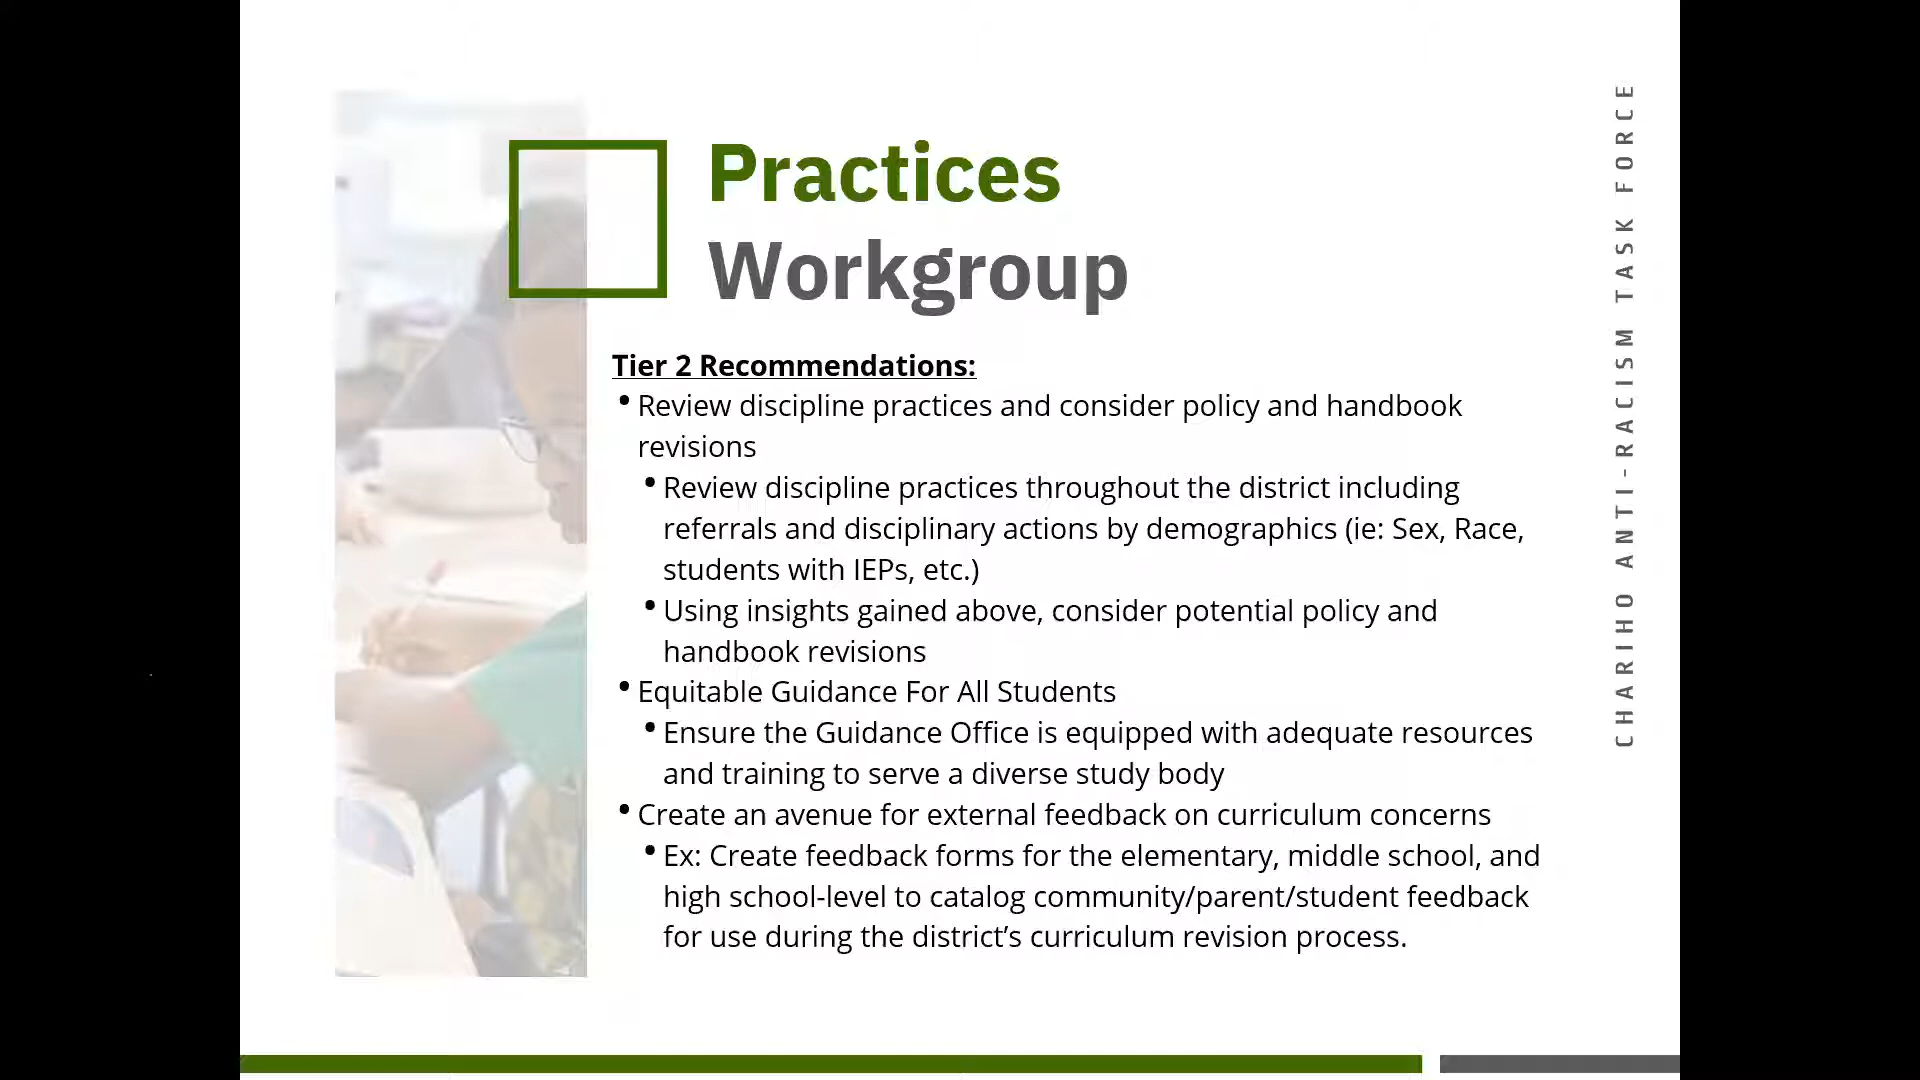 Practices
Workgroup
Tier 2 Recommendations:
• Review discipline practices and consider policy and handbook
revisions
• Review discipline practices throughout the district including
referrals and disciplinary actions by demographics (ie: Sex, Race,
students with IEPs, etc.)
• Using insights gained above, consider potential policy and
handbook revisions
• Equitable Guidance For All Students
• Ensure the Guidance Office is equipped with adequate resources
and training to serve a diverse study body
• Create an avenue for external feedback on curriculum concerns
• Ex: Create feedback forms for the elementary, middle school, and
high school-level to catalog community/parent/student feedback
for use during the district’s curriculum revision process.
CHARIHO ANTI-RACISM TASK FORCE